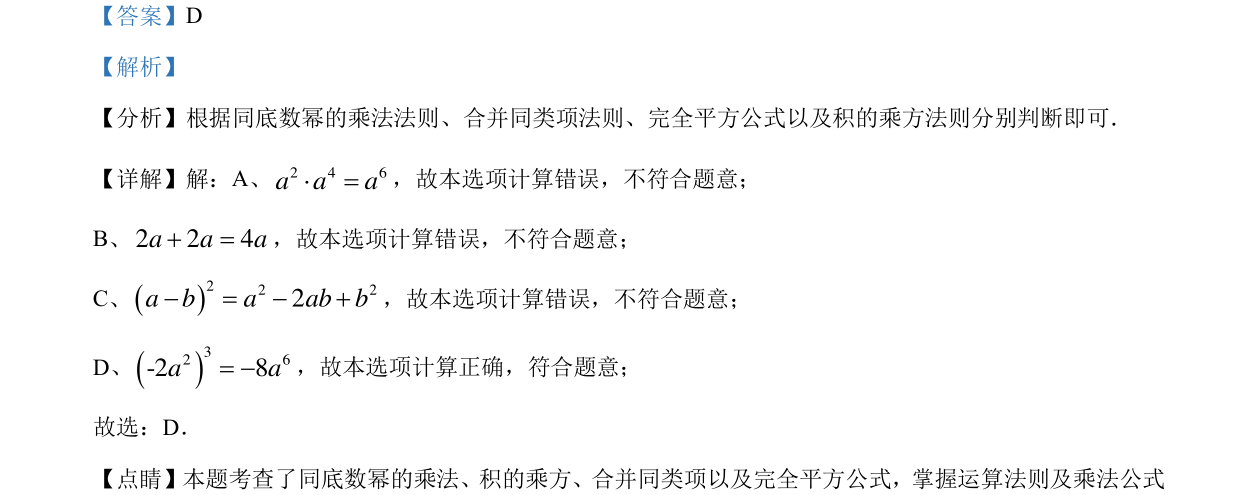 【答案】D
【解析】
【分析】根据同底数幂的乘法法则、合并同类项法则、完全平方公式以及积的乘方法则分别判断即可．
【详解】解：A、a²·a⁴=a⁶，故本选项计算错误，不符合题意；
B、2a+2a=4a，故本选项计算错误，不符合题意；
C、(a−b)²=a²−2ab+b²，故本选项计算错误，不符合题意；
D、(-2a²)³=−8a⁶，故本选项计算正确，符合题意；
故选：D．
【点睛】本题考查了同底数幂的乘法、积的乘方、合并同类项以及完全平方公式，掌握运算法则及乘法公式